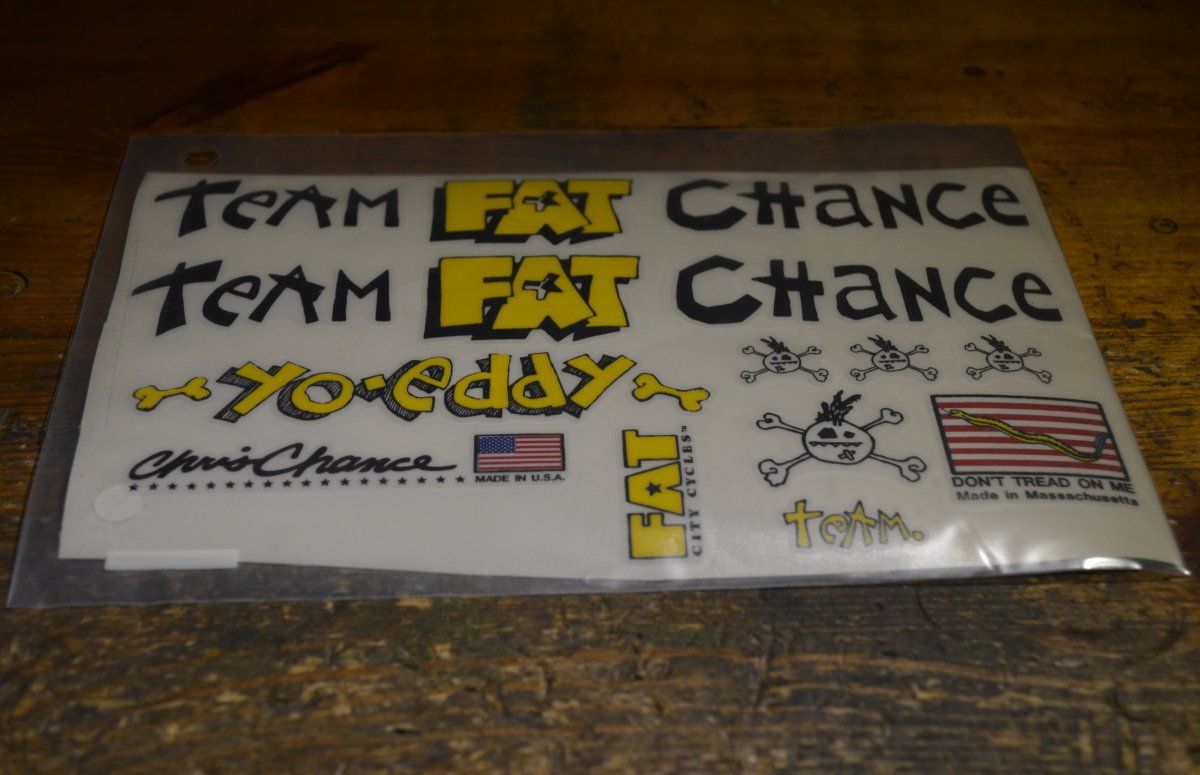 TeAM FAT CHaNCe
TeAM FAT CHaNCe
yo-eddy
Chris Chance
MADE IN U.S.A.
FAT
CITY CYCLES™
DON'T TREAD ON ME
Made in Massachusetts
TeAM.